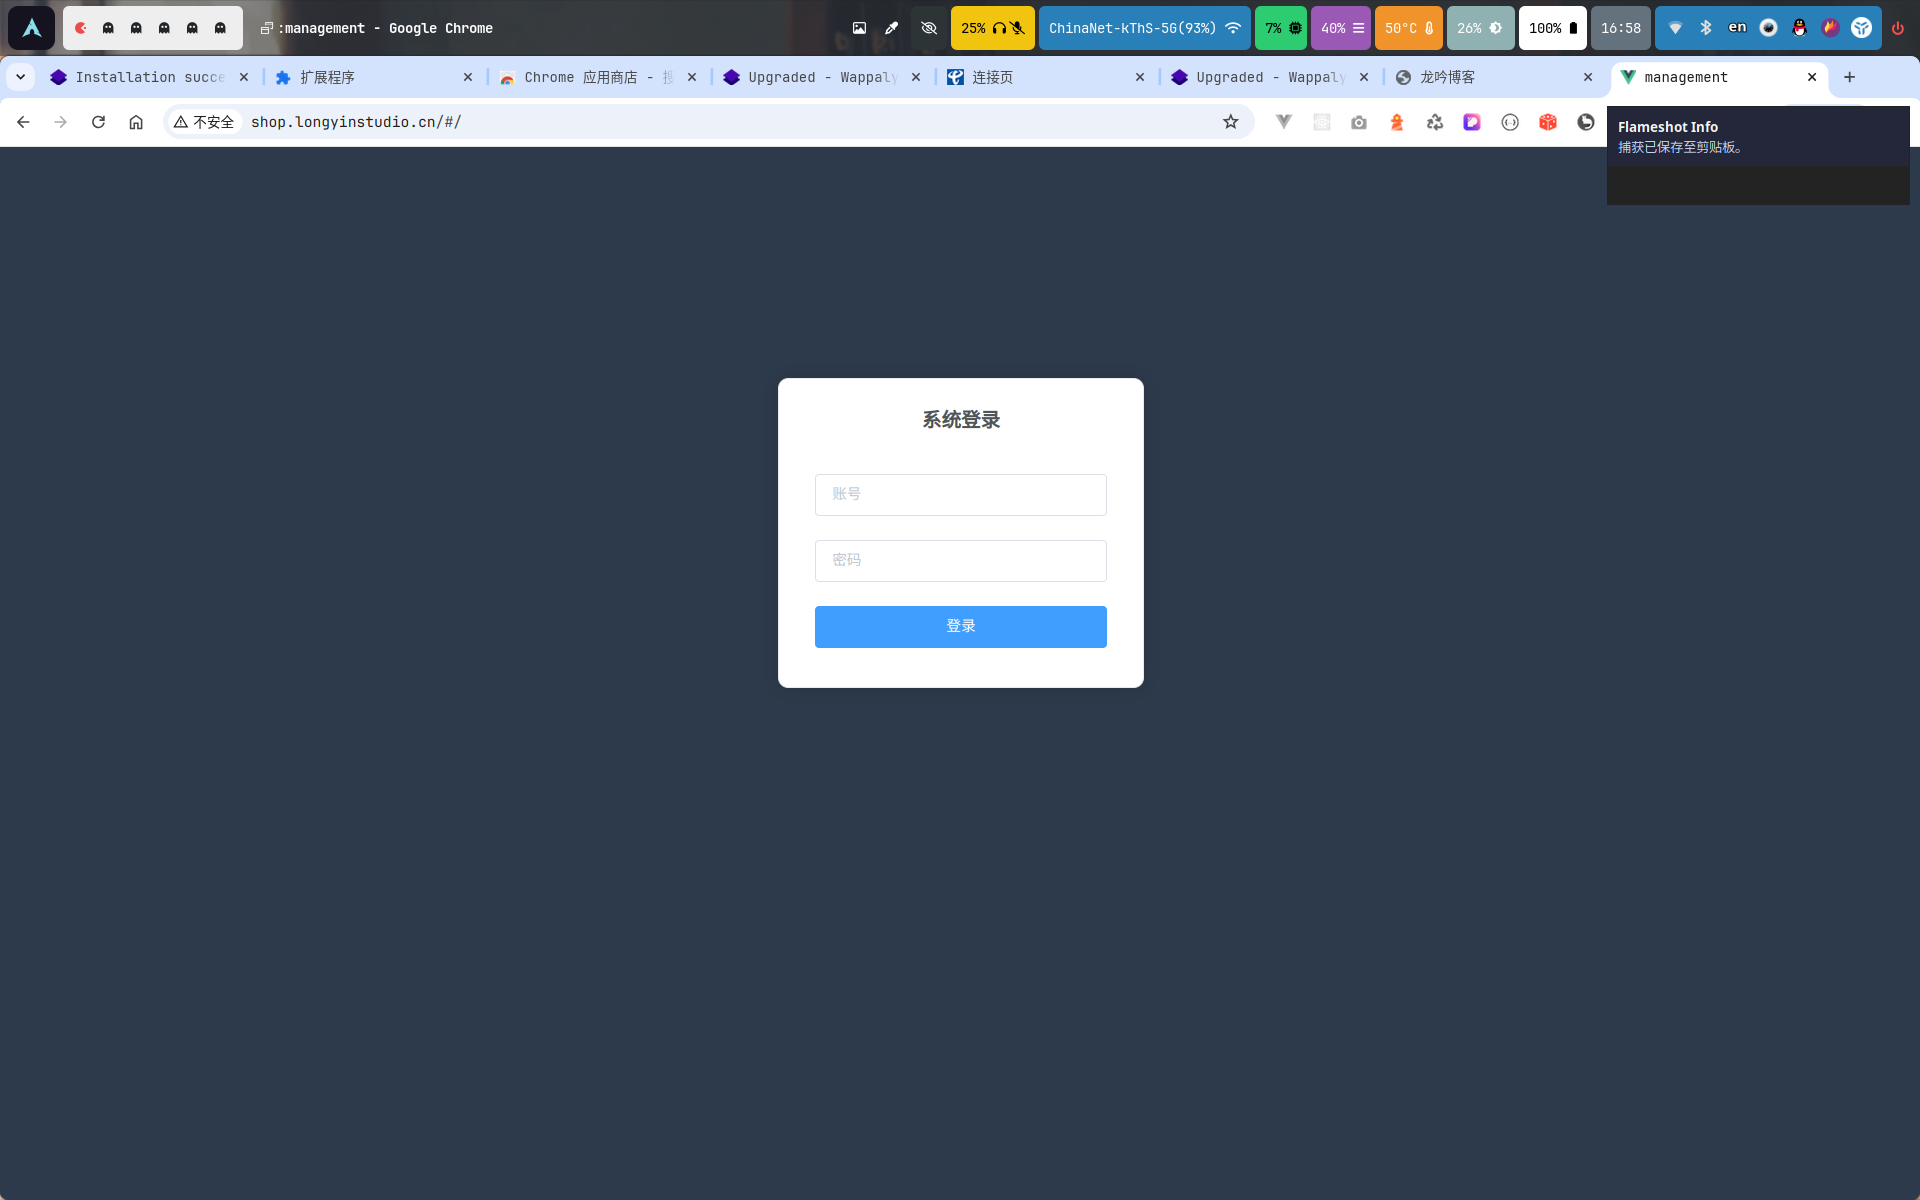 :management - Google Chrome
25%
ChinaNet-kThS-5G(93%)
7%
40%
50°C
26%
100%
16:58
en
Installation succe
扩展程序
Chrome 应用商店 - 搜
Upgraded - Wappaly
连接页
Upgraded - Wappaly
龙吟博客
management
不安全
shop.longyinstudio.cn/#/
Flameshot Info
捕获已保存至剪贴板。
系统登录
账号
密码
登录